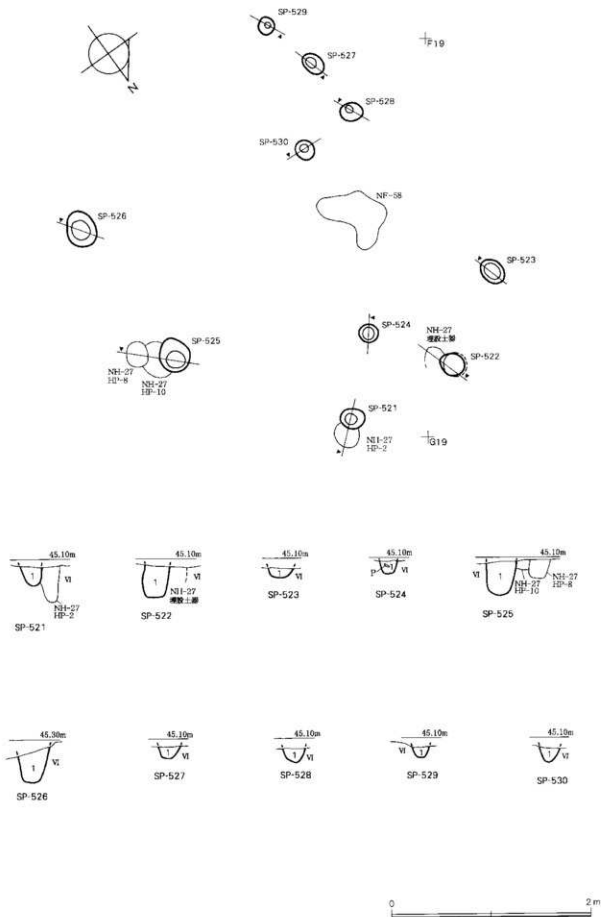 SP-529
F19
SP-527
N
SP-528
SP-530
NF-58
SP-526
SP-523
SP-524
NH-27
埋設土器
SP-522
SP-525
NH-27
HP-8
NH-27
HP-10
SP-521
NH-27
HP-2
G19
45.10m
1
VI
NH-27
HP-2
SP-521
45.10m
1
VI
NH-27
埋設土器
SP-522
45.10m
1
VI
SP-523
45.10m
1
P
VI
SP-524
45.10m
1
VI
NH-27
HP-10
NH-27
HP-8
SP-525
45.30m
1
VI
SP-526
45.10m
1
VI
SP-527
45.10m
1
VI
SP-528
45.10m
1
VI
SP-529
45.10m
1
VI
SP-530
0
2m